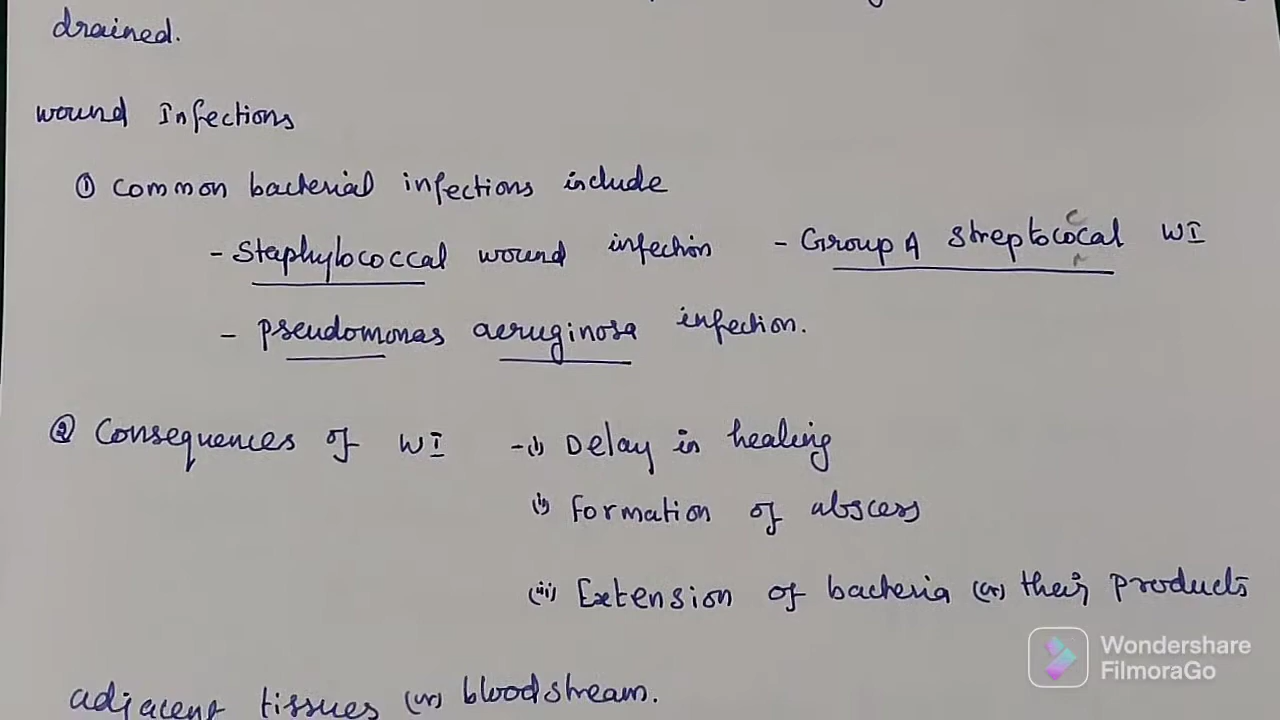 drained.
wound Infections
① Common bacterial infections include
- Staphylococcal wound infection - Group A Streptococcal WI
- pseudomonas aeruginosa infection.
② Consequences of WI - (i) Delay in healing
(ii) Formation of abscess
(iii) Extension of bacteria (or) their products
adjacent tissues (or) bloodstream.
Wondershare
FilmoraGo